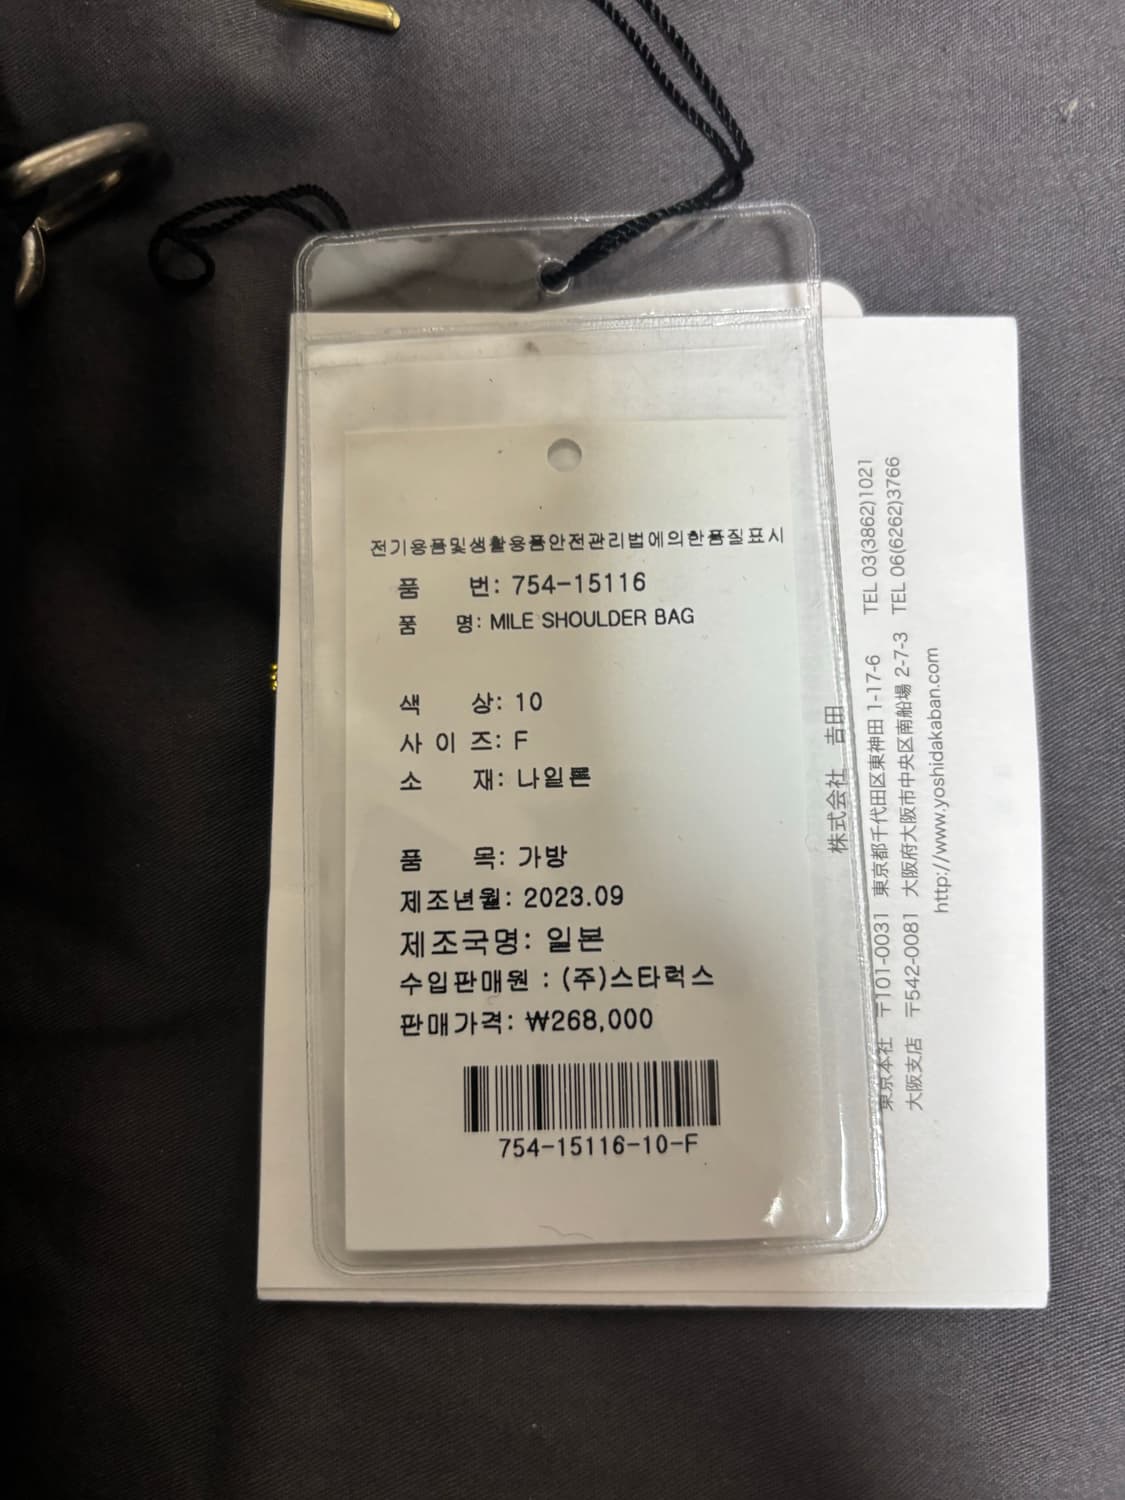 전기용품및생활용품안전관리법에의한품질표시
품 번: 754-15116
품 명: MILE SHOULDER BAG
색 상: 10
사 이 즈: F
소 재: 나일론
품 목: 가방
제조년월: 2023.09
제조국명: 일본
수입판매원 : (주)스타럭스
판매가격: ₩268,000
754-15116-10-F
株式会社 吉田
東京本社 〒101-0031 東京都千代田区東神田 1-17-6 TEL 03(3862)1021
大阪支店 〒542-0081 大阪府大阪市中央区南船場 2-7-3 TEL 06(6262)3766
http://www.yoshidakaban.com